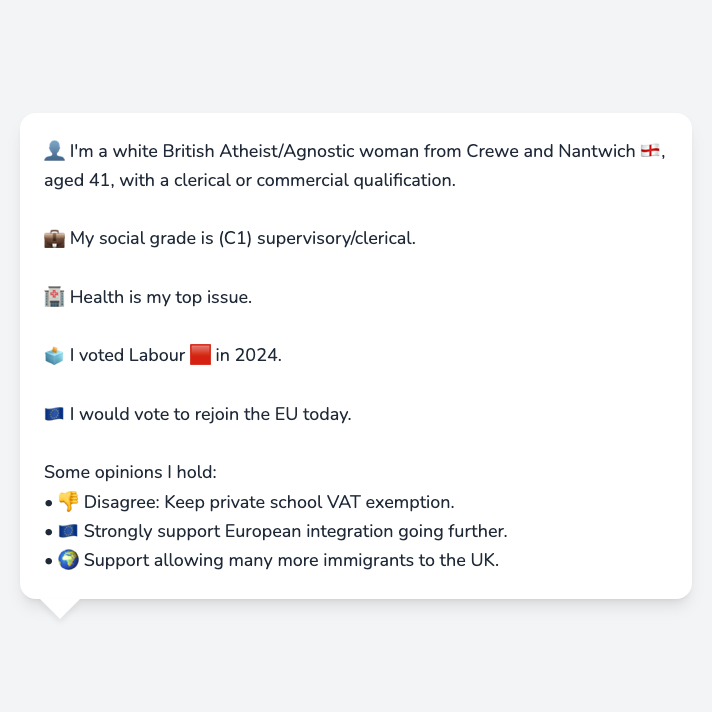 👤 I'm a white British Atheist/Agnostic woman from Crewe and Nantwich 🏴󠁧󠁢󠁥󠁮󠁧󠁿,
aged 41, with a clerical or commercial qualification.
💼 My social grade is (C1) supervisory/clerical.
🏥 Health is my top issue.
🗳️ I voted Labour 🟥 in 2024.
🇪🇺 I would vote to rejoin the EU today.
Some opinions I hold:
• 👎 Disagree: Keep private school VAT exemption.
• 🇪🇺 Strongly support European integration going further.
• 🌍 Support allowing many more immigrants to the UK.